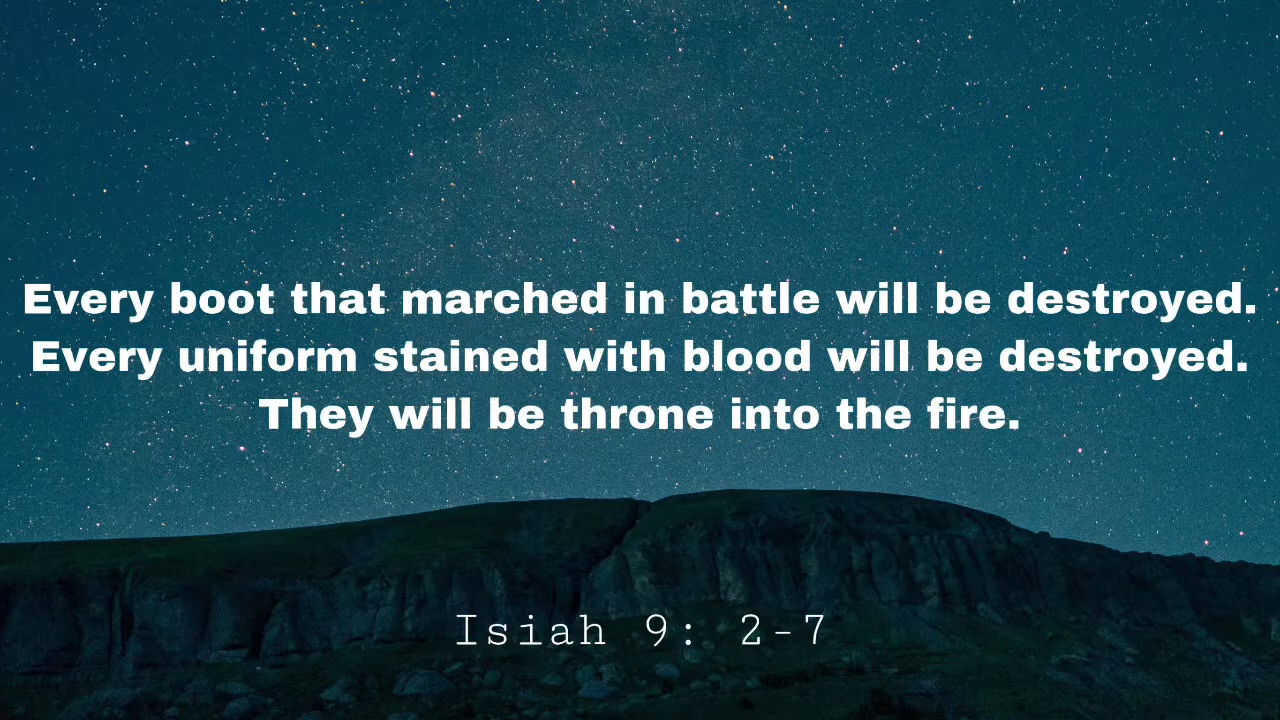 Every boot that marched in battle will be destroyed.
Every uniform stained with blood will be destroyed.
They will be throne into the fire.
Isiah 9: 2-7